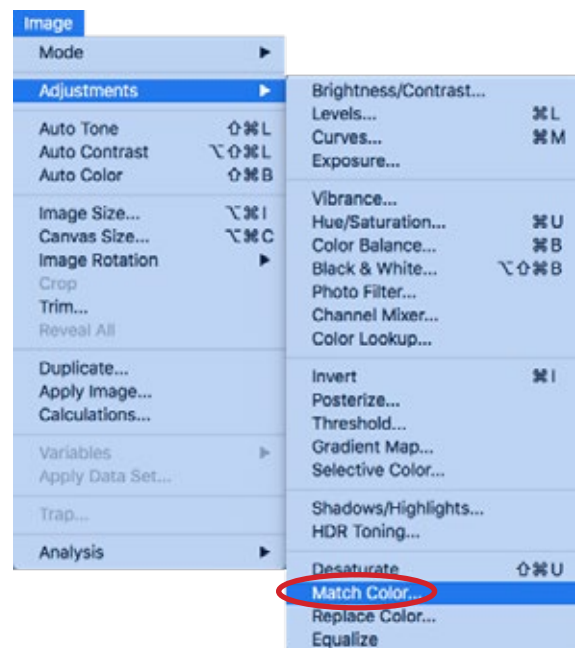 Image
Mode ▶
Adjustments ▶
Auto Tone ⇧⌘L
Auto Contrast ⌥⇧⌘L
Auto Color ⇧⌘B
Image Size... ⌥⌘I
Canvas Size... ⌥⌘C
Image Rotation ▶
Crop
Trim...
Reveal All
Duplicate...
Apply Image...
Calculations...
Variables ▶
Apply Data Set...
Trap...
Analysis ▶
Brightness/Contrast...
Levels... ⌘L
Curves... ⌘M
Exposure...
Vibrance...
Hue/Saturation... ⌘U
Color Balance... ⌘B
Black & White... ⌥⇧⌘B
Photo Filter...
Channel Mixer...
Color Lookup...
Invert ⌘I
Posterize...
Threshold...
Gradient Map...
Selective Color...
Shadows/Highlights...
HDR Toning...
Desaturate ⇧⌘U
Match Color...
Replace Color...
Equalize